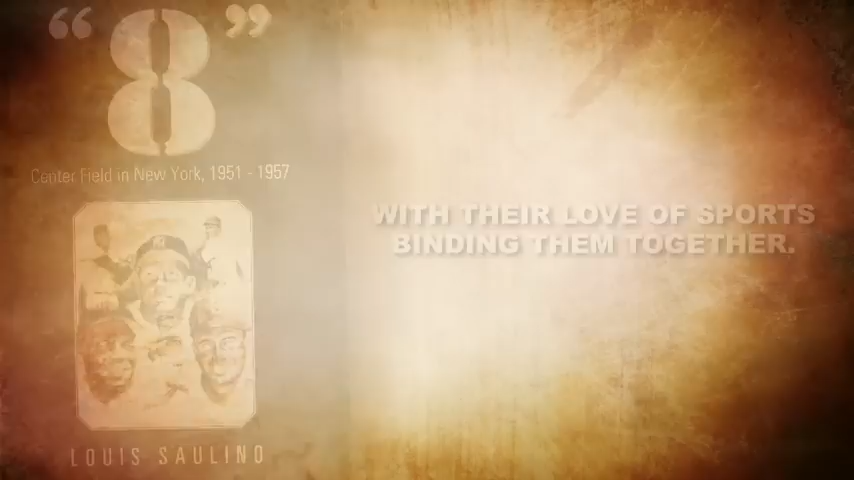 “8”
Center Field in New York, 1951 - 1957
LOUIS SAULINO
WITH THEIR LOVE OF SPORTS
BINDING THEM TOGETHER.